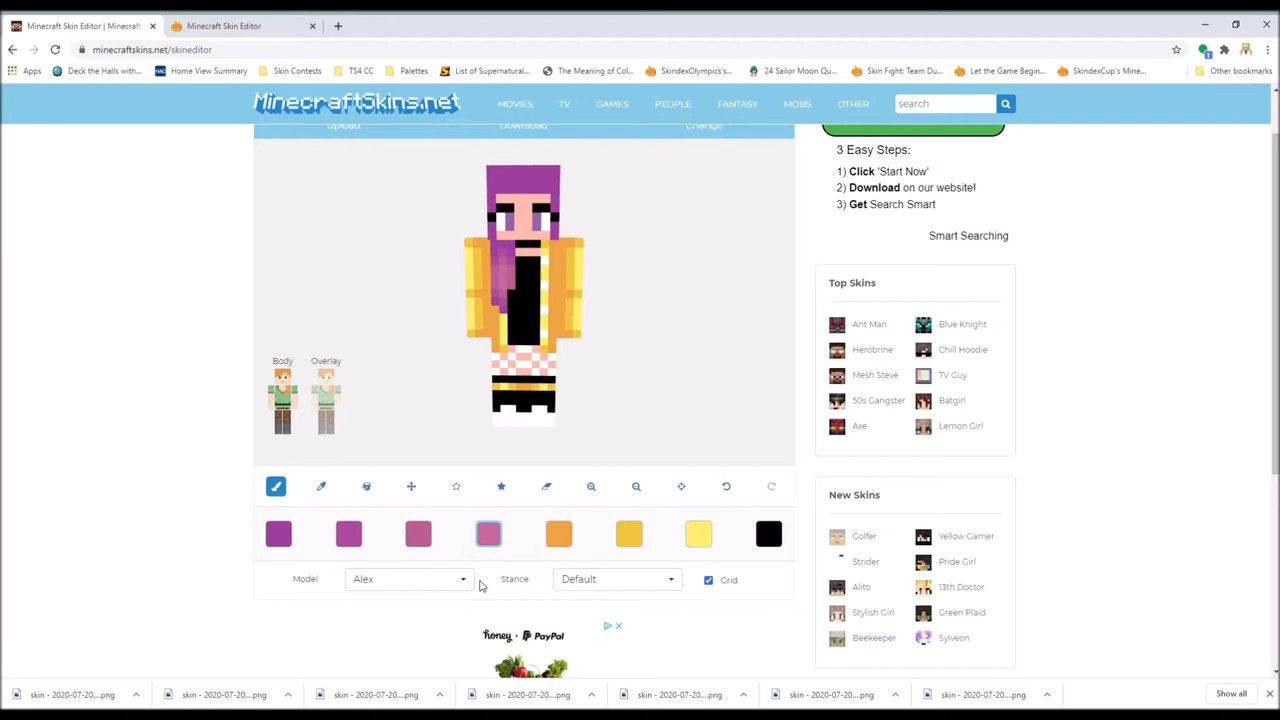 Minecraft Skin Editor | Minecraft
Minecraft Skin Editor
minecraftskins.net/skineditor
Apps
Deck the Halls with...
Home View Summary
Skin Contests
TS4 CC
Palettes
List of Supernatural...
The Meaning of Col...
SkindexOlympics's...
24 Sailor Moon Qu...
Skin Fight: Team Du...
Let the Game Begin...
SkindexCup's Mine...
Other bookmarks
MinecraftSkins.net
MOVIES
TV
GAMES
PEOPLE
FANTASY
MOBS
OTHER
search
Upload
Download
Change
3 Easy Steps:
1) Click 'Start Now'
2) Download on our website!
3) Get Search Smart
Smart Searching
Body
Overlay
Top Skins
Ant Man
Blue Knight
Herobrine
Chill Hoodie
Mesh Steve
TV Guy
50s Gangster
Batgirl
Axe
Lemon Girl
New Skins
Golfer
Yellow Gamer
Strider
Pride Girl
Alito
13th Doctor
Stylish Girl
Green Plaid
Beekeeper
Sylveon
Model
Alex
Stance
Default
Grid
honey · PayPal
skin - 2020-07-20....png
skin - 2020-07-20....png
skin - 2020-07-20....png
skin - 2020-07-20....png
skin - 2020-07-20....png
skin - 2020-07-20....png
skin - 2020-07-20....png
Show all